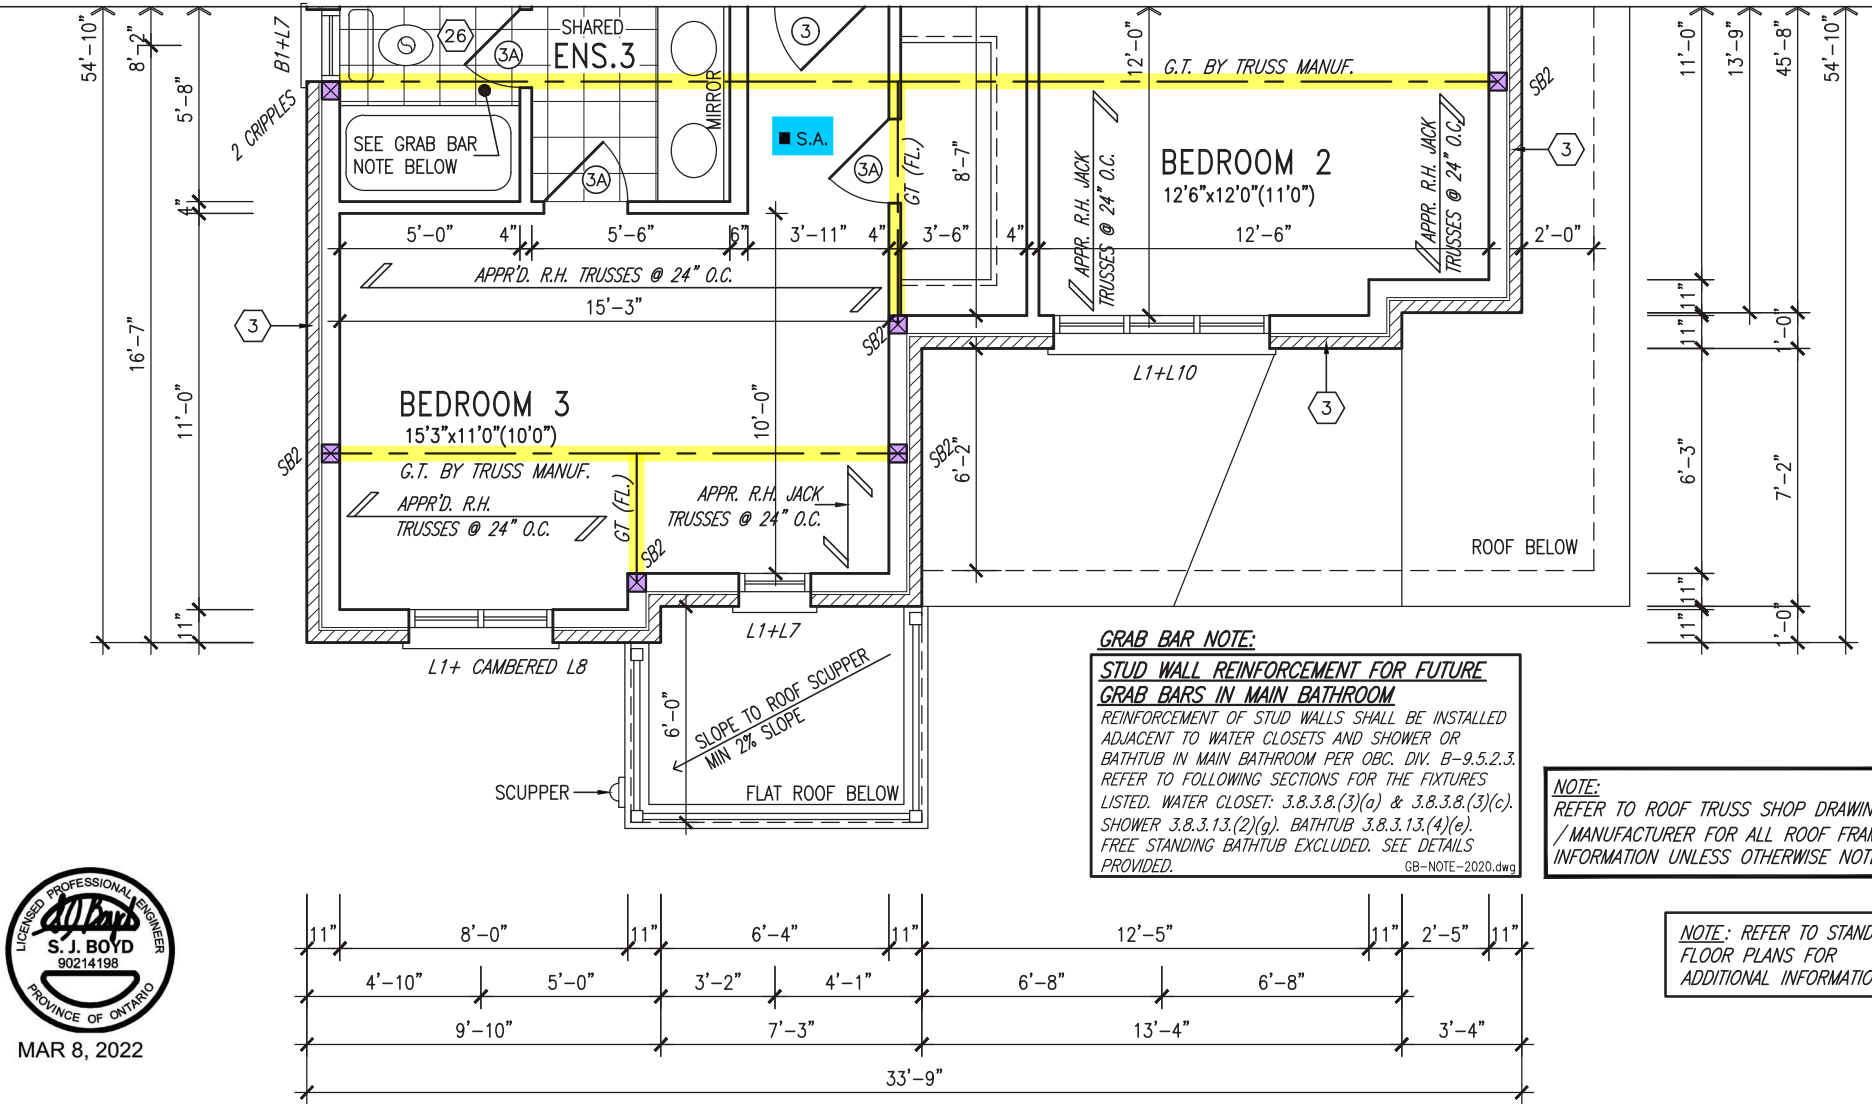 54'-10"
8'-2"
5'-8"
B1+L7
2 CRIPPLES
26
3A
SHARED
ENS.3
MIRROR
3
12'-0"
G.T. BY TRUSS MANUF.
SB2
11'-0"
13'-9"
45'-8"
54'-10"
SEE GRAB BAR
NOTE BELOW
3A
S.A.
3A
GT (FL.)
8'-7"
APPR. R.H. JACK
TRUSSES @ 24" O.C.
BEDROOM 2
12'6"x12'0"(11'0")
APPR. R.H. JACK
TRUSSES @ 24" O.C.
3
4"
5'-0"
4"
5'-6"
6"
3'-11"
4"
3'-6"
4"
12'-6"
2'-0"
APPR'D. R.H. TRUSSES @ 24" O.C.
15'-3"
3
16'-7"
SB2
11"
11"
1'-0"
L1+L10
3
11'-0"
BEDROOM 3
15'3"x11'0"(10'0")
10'-0"
SB2
SB2
6'-2"
6'-3"
7'-2"
G.T. BY TRUSS MANUF.
APPR'D. R.H.
TRUSSES @ 24" O.C.
GT (FL.)
SB2
APPR. R.H. JACK
TRUSSES @ 24" O.C.
ROOF BELOW
11"
11"
11"
1'-0"
L1+ CAMBERED L8
L1+L7
6'-0"
SLOPE TO ROOF SCUPPER
MIN 2% SLOPE
SCUPPER
FLAT ROOF BELOW
GRAB BAR NOTE:
STUD WALL REINFORCEMENT FOR FUTURE
GRAB BARS IN MAIN BATHROOM
REINFORCEMENT OF STUD WALLS SHALL BE INSTALLED
ADJACENT TO WATER CLOSETS AND SHOWER OR
BATHTUB IN MAIN BATHROOM PER OBC. DIV. B-9.5.2.3.
REFER TO FOLLOWING SECTIONS FOR THE FIXTURES
LISTED. WATER CLOSET: 3.8.3.8.(3)(a) & 3.8.3.8.(3)(c).
SHOWER 3.8.3.13.(2)(g). BATHTUB 3.8.3.13.(4)(e).
FREE STANDING BATHTUB EXCLUDED. SEE DETAILS
PROVIDED.
GB-NOTE-2020.dwg
NOTE:
REFER TO ROOF TRUSS SHOP DRAWIN
/MANUFACTURER FOR ALL ROOF FRA
INFORMATION UNLESS OTHERWISE NOT
NOTE: REFER TO STAND
FLOOR PLANS FOR
ADDITIONAL INFORMATIO
LICENSED PROFESSIONAL ENGINEER
S. J. BOYD
90214198
PROVINCE OF ONTARIO
MAR 8, 2022
11"
8'-0"
11"
6'-4"
11"
12'-5"
11"
2'-5"
11"
4'-10"
5'-0"
3'-2"
4'-1"
6'-8"
6'-8"
9'-10"
7'-3"
13'-4"
3'-4"
33'-9"